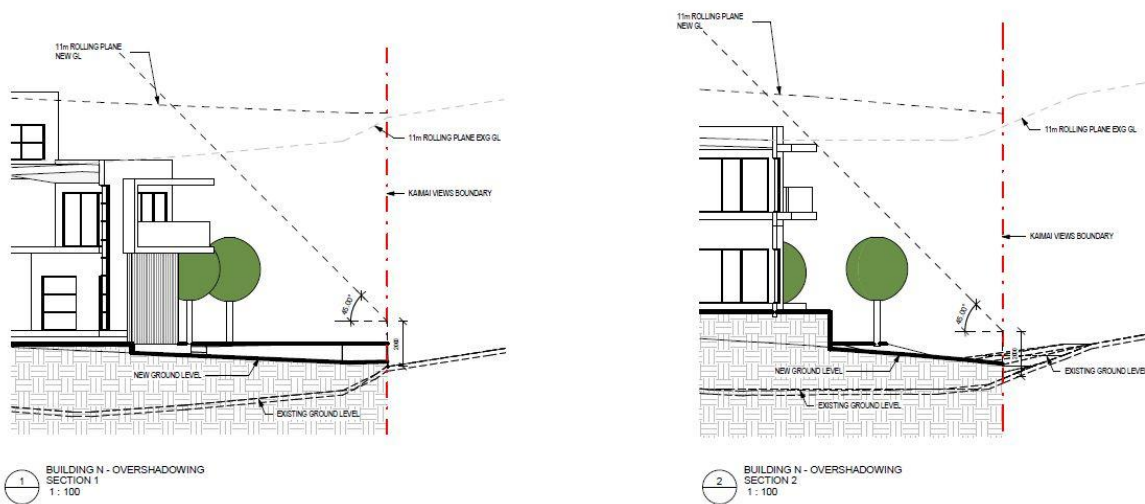 11m ROLLING PLANE
NEW GL
11m ROLLING PLANE EXG GL
KAIMAI VIEWS BOUNDARY
45.00°
NEW GROUND LEVEL
EXISTING GROUND LEVEL
1
BUILDING N - OVERSHADOWING
SECTION 1
1 : 100
11m ROLLING PLANE
NEW GL
11m ROLLING PLANE EXG GL
KAIMAI VIEWS BOUNDARY
45.00°
NEW GROUND LEVEL
EXISTING GROUND LEVEL
EXISTING GROUND LEVEL
2
BUILDING N - OVERSHADOWING
SECTION 2
1 : 100